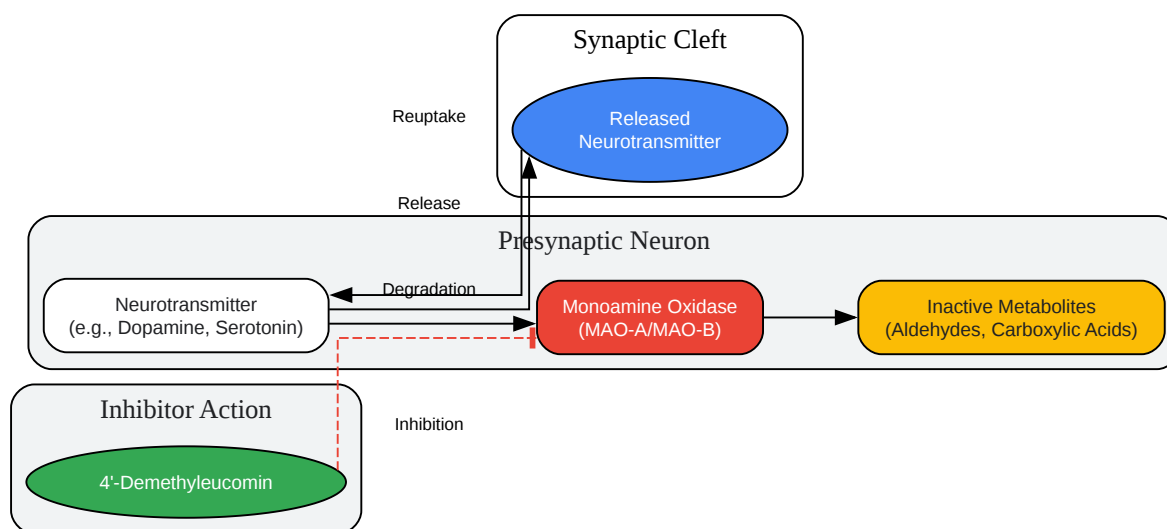 Synaptic Cleft
Released
Neurotransmitter
Reuptake
Release
Presynaptic Neuron
Degradation
Neurotransmitter
(e.g., Dopamine, Serotonin)
Monoamine Oxidase
(MAO-A/MAO-B)
Inactive Metabolites
(Aldehydes, Carboxylic Acids)
Inhibitor Action
Inhibition
4'-Demethyleucomin